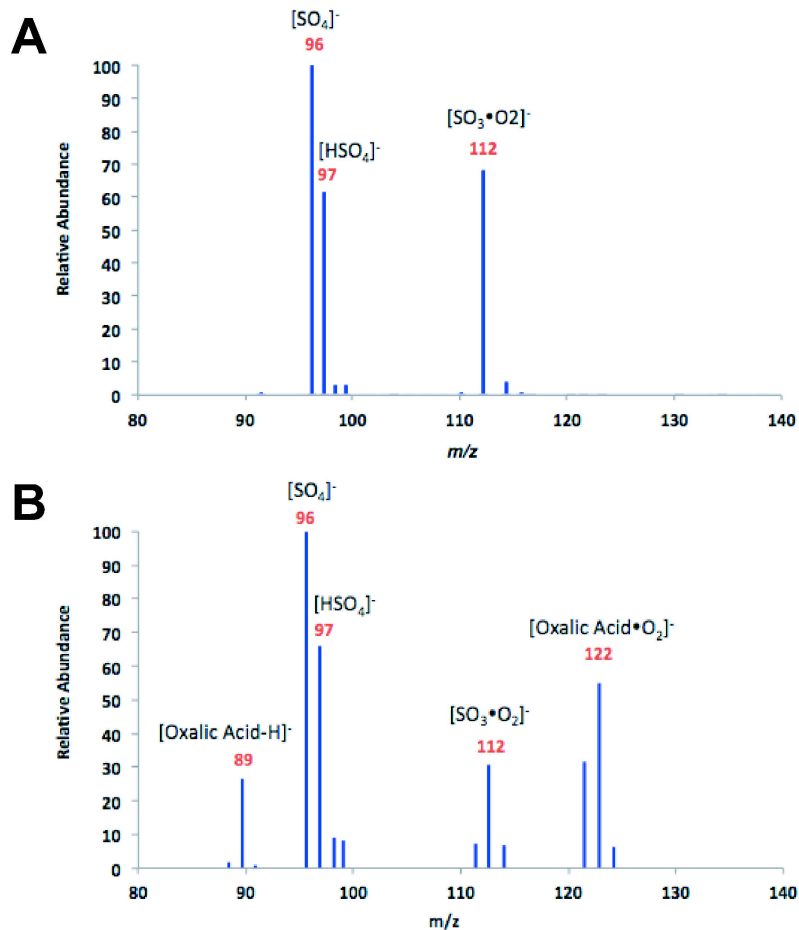 A
[SO₄]⁻
96
[HSO₄]⁻
97
[SO₃•O2]⁻
112
Relative Abundance
100
90
80
70
60
50
40
30
20
10
0
80 90 100 110 120 130 140
m/z
B
[SO₄]⁻
96
[HSO₄]⁻
97
[Oxalic Acid•O₂]⁻
122
[SO₃•O₂]⁻
112
[Oxalic Acid-H]⁻
89
Relative Abundance
100
90
80
70
60
50
40
30
20
10
0
80 90 100 110 120 130 140
m/z